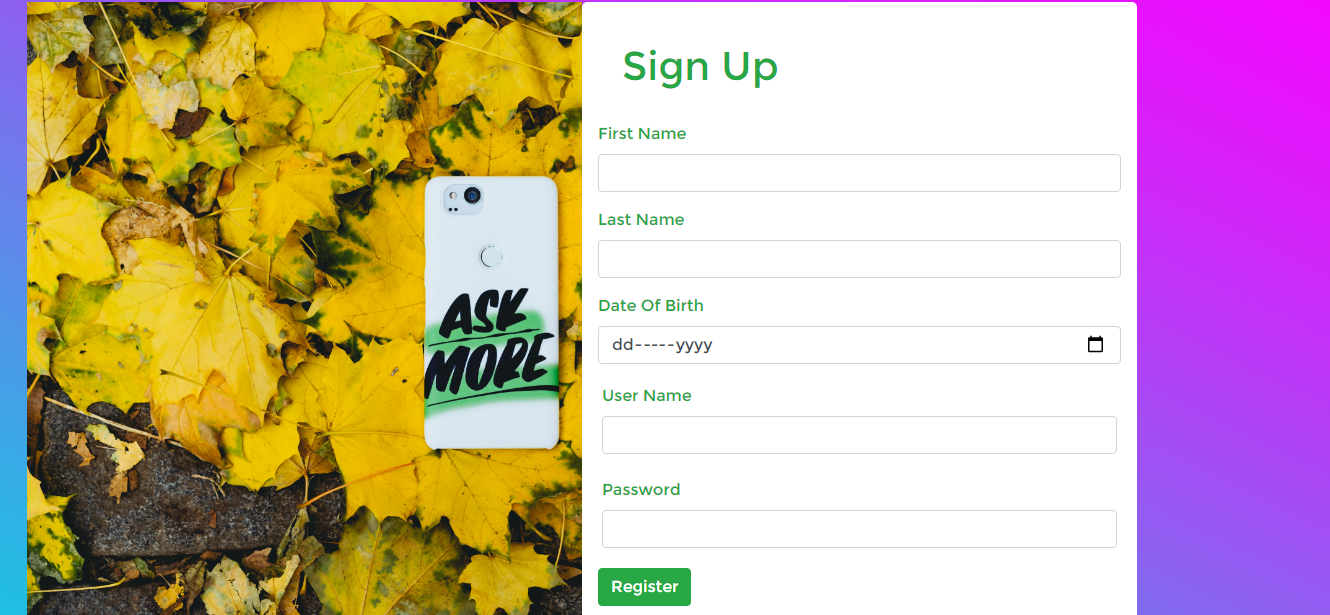 ASK
MORE
Sign Up
First Name
Last Name
Date Of Birth
dd-----yyyy
User Name
Password
Register